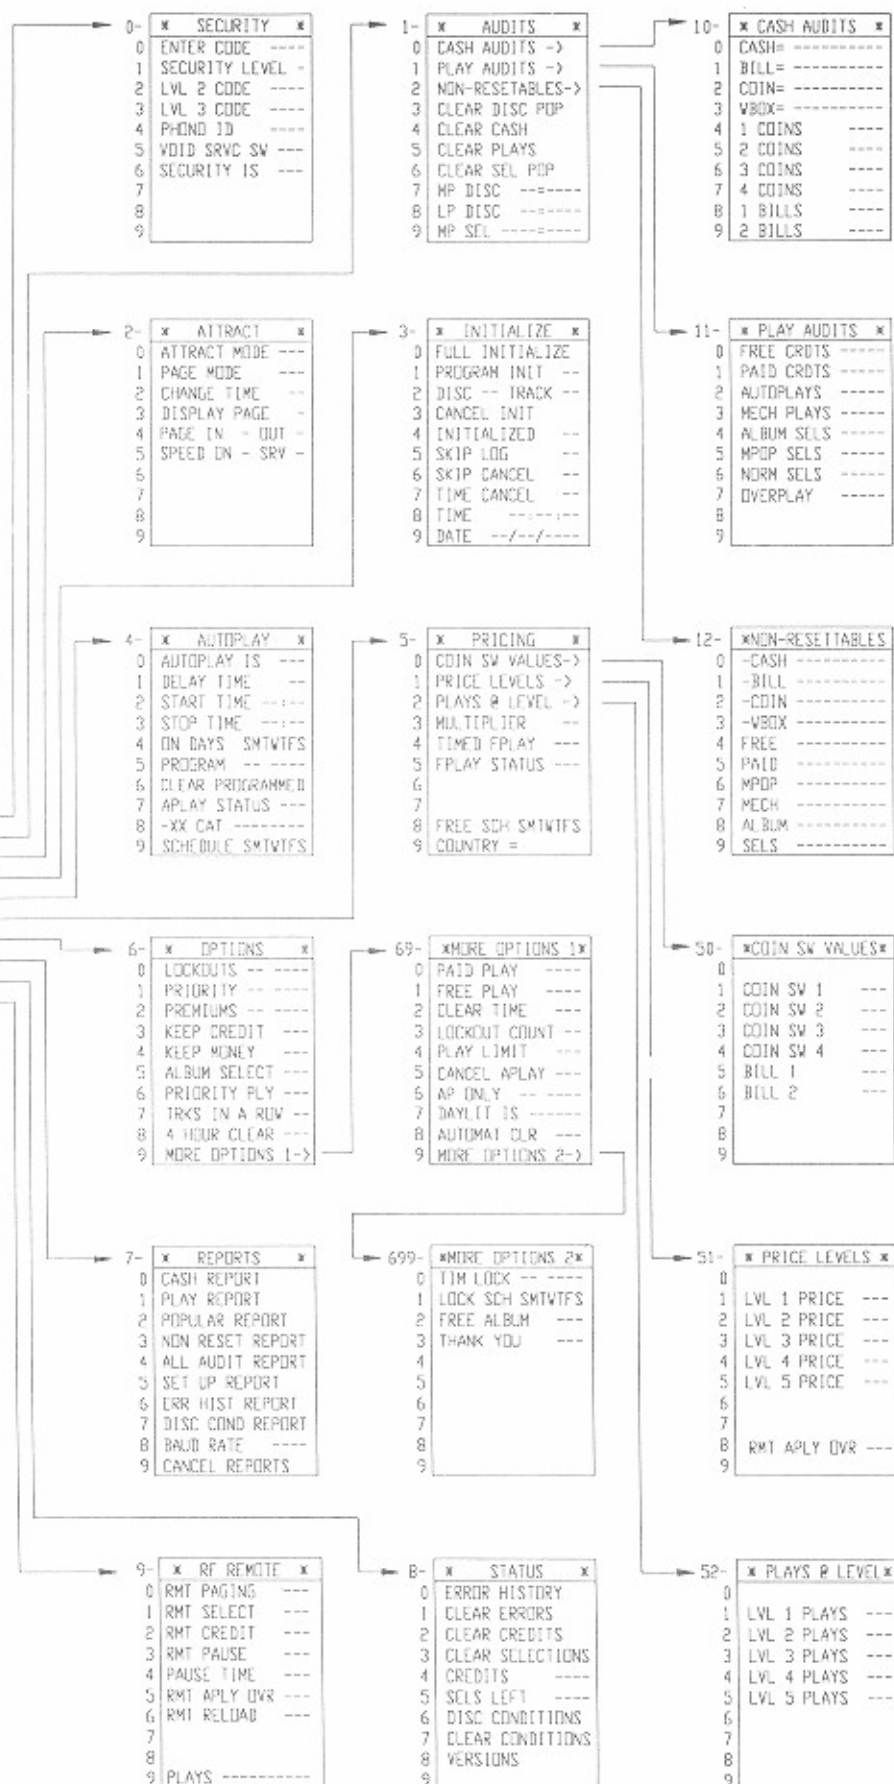 0- * SECURITY *
0 ENTER CODE ----
1 SECURITY LEVEL -
2 LVL 2 CODE ----
3 LVL 3 CODE ----
4 PHONO ID ----
5 VOID SRVC SW ---
6 SECURITY IS ---
7
8
9
1- * AUDITS *
0 CASH AUDITS ->
1 PLAY AUDITS ->
2 NON-RESETABLES->
3 CLEAR DISC POP
4 CLEAR CASH
5 CLEAR PLAYS
6 CLEAR SEL POP
7 MP DISC --=----
8 LP DISC --=----
9 MP SEL ----=----
10- * CASH AUDITS *
0 CASH= ----------
1 BILL= ----------
2 COIN= ----------
3 WBOX= ----------
4 1 COINS ----
5 2 COINS ----
6 3 COINS ----
7 4 COINS ----
8 1 BILLS ----
9 2 BILLS ----
2- * ATTRACT *
0 ATTRACT MODE ---
1 PAGE MODE ---
2 CHANGE TIME --
3 DISPLAY PAGE -
4 PAGE IN - OUT -
5 SPEED ON - SRV -
6
7
8
9
3- * INITIALIZE *
0 FULL INITIALIZE
1 PROGRAM INIT --
2 DISC -- TRACK --
3 CANCEL INIT
4 INITIALIZED --
5 SKIP LOG --
6 SKIP CANCEL --
7 TIME CANCEL --
8 TIME --:--:--
9 DATE --/--/----
11- * PLAY AUDITS *
0 FREE CRDTS -----
1 PAID CRDTS -----
2 AUTOPLAYS -----
3 MECH PLAYS -----
4 ALBUM SELS -----
5 MPOP SELS -----
6 NORM SELS -----
7 OVERPLAY -----
8
9
4- * AUTOPLAY *
0 AUTOPLAY IS ---
1 DELAY TIME --
2 START TIME --:--
3 STOP TIME --:--
4 ON DAYS SMTWTFS
5 PROGRAM -- ----
6 CLEAR PROGRAMMED
7 APLAY STATUS ---
8 -XX CAT --------
9 SCHEDULE SMTWTFS
5- * PRICING *
0 COIN SW VALUES->
1 PRICE LEVELS ->
2 PLAYS @ LEVEL ->
3 MULTIPLIER --
4 TIMED FPLAY ---
5 FPLAY STATUS ---
6
7
8 FREE SCH SMTWTFS
9 COUNTRY =
12- *NON-RESETTABLES
0 -CASH ----------
1 -BILL ----------
2 -COIN ----------
3 -WBOX ----------
4 FREE ----------
5 PAID ----------
6 MPOP ----------
7 MECH ----------
8 ALBUM ----------
9 SELS ----------
6- * OPTIONS *
0 LOCKOUTS -- ----
1 PRIORITY -- ----
2 PREMIUMS -- ----
3 KEEP CREDIT ---
4 KEEP MONEY ---
5 ALBUM SELECT ---
6 PRIORITY PLY ---
7 TRKS IN A ROW --
8 4 HOUR CLEAR ---
9 MORE OPTIONS 1->
69- *MORE OPTIONS 1*
0 PAID PLAY ----
1 FREE PLAY ----
2 CLEAR TIME ----
3 LOCKOUT COUNT --
4 PLAY LIMIT ---
5 CANCEL APLAY ---
6 AP ONLY -- ----
7 DAYLIT IS ------
8 AUTOMAT CLR ---
9 MORE OPTIONS 2->
50- *COIN SW VALUES*
0
1 COIN SW 1 ---
2 COIN SW 2 ---
3 COIN SW 3 ---
4 COIN SW 4 ---
5 BILL 1 ---
6 BILL 2 ---
7
8
9
7- * REPORTS *
0 CASH REPORT
1 PLAY REPORT
2 POPULAR REPORT
3 NON RESET REPORT
4 ALL AUDIT REPORT
5 SET UP REPORT
6 ERR HIST REPORT
7 DISC COND REPORT
8 BAUD RATE ----
9 CANCEL REPORTS
699- *MORE OPTIONS 2*
0 TIM LOCK -- ----
1 LOCK SCH SMTWTFS
2 FREE ALBUM ---
3 THANK YOU ---
4
5
6
7
8
9
51- * PRICE LEVELS *
0
1 LVL 1 PRICE ---
2 LVL 2 PRICE ---
3 LVL 3 PRICE ---
4 LVL 4 PRICE ---
5 LVL 5 PRICE ---
6
7
8 RMT APLY OVR ---
9
9- * RF REMOTE *
0 RMT PAGING ---
1 RMT SELECT ---
2 RMT CREDIT ---
3 RMT PAUSE ---
4 PAUSE TIME ---
5 RMT APLY OVR ---
6 RMT RELOAD ---
7
8
9 PLAYS ----------
8- * STATUS *
0 ERROR HISTORY
1 CLEAR ERRORS
2 CLEAR CREDITS
3 CLEAR SELECTIONS
4 CREDITS ----
5 SELS LEFT ----
6 DISC CONDITIONS
7 CLEAR CONDITIONS
8 VERSIONS
9
52- * PLAYS @ LEVEL*
0
1 LVL 1 PLAYS ---
2 LVL 2 PLAYS ---
3 LVL 3 PLAYS ---
4 LVL 4 PLAYS ---
5 LVL 5 PLAYS ---
6
7
8
9